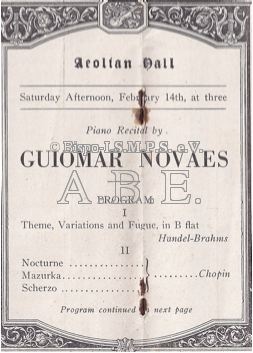 Aeolian Hall
Saturday Afternoon, February 14th, at three
Piano Recital by
GUIOMAR NOVAES
© Bispo-I.S.M.P.S. e.V.
A.B.E.
PROGRAM
I
Theme, Variations and Fugue, in B flat
Handel-Brahms
II
Nocturne ...............
Mazurka ............... } ......... Chopin
Scherzo ...............
Program continued on next page